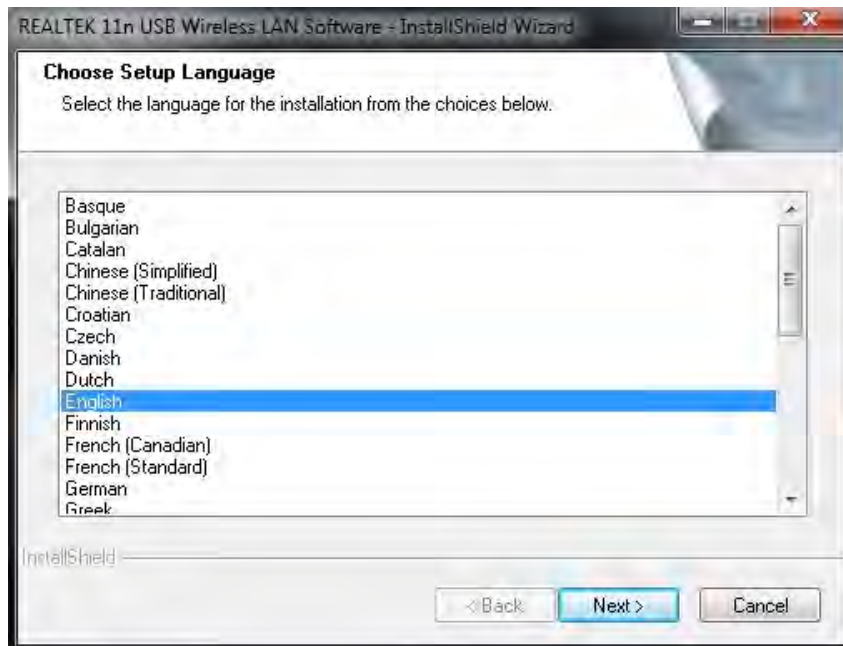 REALTEK 11n USB Wireless LAN Software - InstallShield Wizard
Choose Setup Language
Select the language for the installation from the choices below.
Basque
Bulgarian
Catalan
Chinese (Simplified)
Chinese (Traditional)
Croatian
Czech
Danish
Dutch
English
Finnish
French (Canadian)
French (Standard)
German
Greek
InstallShield
< Back
Next >
Cancel